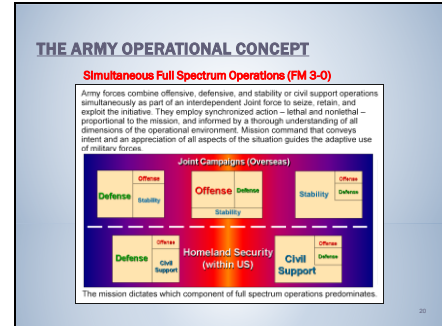 THE ARMY OPERATIONAL CONCEPT
Simultaneous Full Spectrum Operations (FM 3-0)
Army forces combine offensive, defensive, and stability or civil support operations
simultaneously as part of an interdependent Joint force to seize, retain, and
exploit the initiative. They employ synchronized action – lethal and nonlethal –
proportional to the mission, and informed by a thorough understanding of all
dimensions of the operational environment. Mission command that conveys
intent and an appreciation of all aspects of the situation guides the adaptive use
of military forces.
Joint Campaigns (Overseas)
Defense
Offense
Stability
Offense
Defense
Stability
Stability
Offense
Defense
Defense
Offense
Civil
Support
Homeland Security
(within US)
Civil
Support
Offense
Defense
The mission dictates which component of full spectrum operations predominates.
20